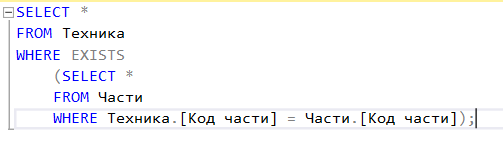 SELECT *
FROM Техника
WHERE EXISTS
(SELECT *
FROM Части
WHERE Техника.[Код части] = Части.[Код части]);